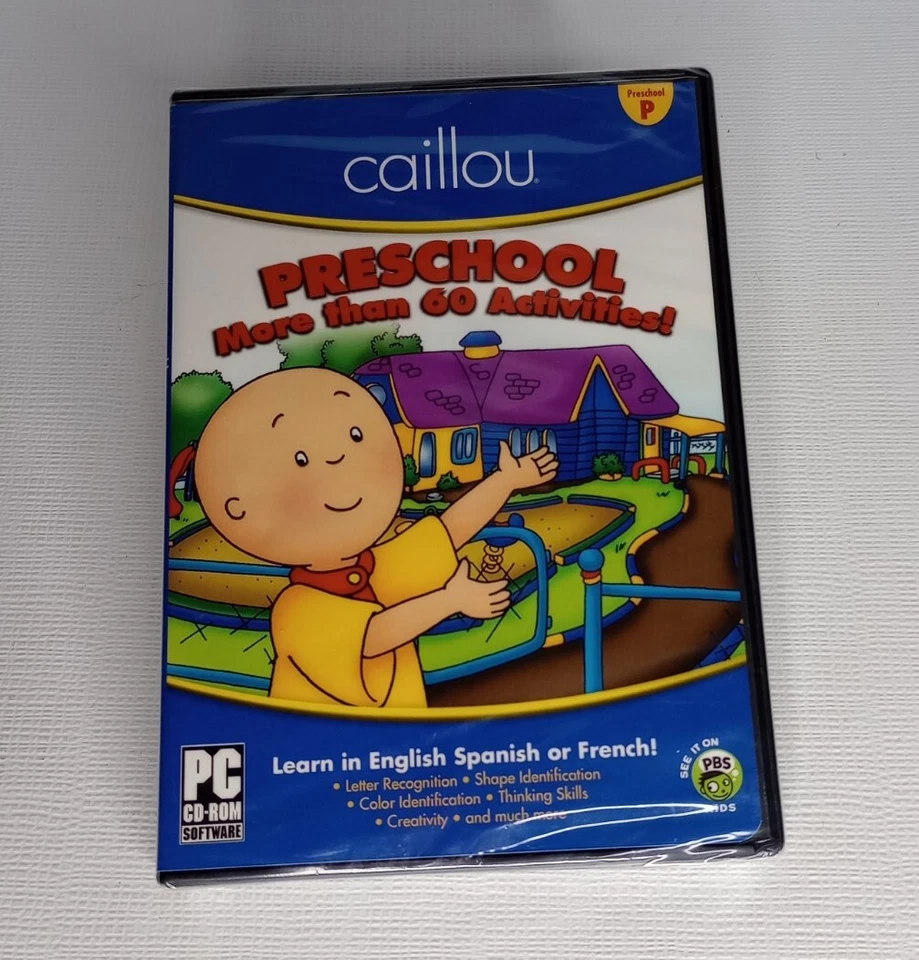 Preschool
P
caillou®
PRESCHOOL
More than 60 Activities!
Learn in English Spanish or French!
• Letter Recognition • Shape Identification
• Color Identification • Thinking Skills
• Creativity • and much more
PC
CD-ROM
SOFTWARE
SEE IT ON
PBS
KIDS